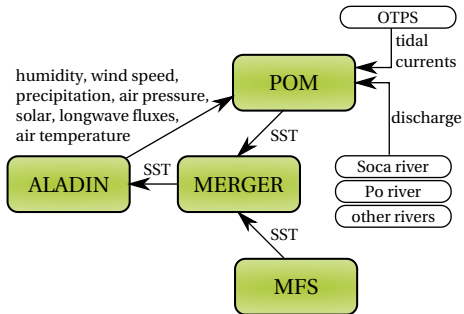 OTPS
tidal
currents
humidity, wind speed,
precipitation, air pressure,
solar, longwave fluxes,
air temperature
POM
discharge
SST
Soca river
ALADIN
SST
MERGER
Po river
other rivers
SST
MFS